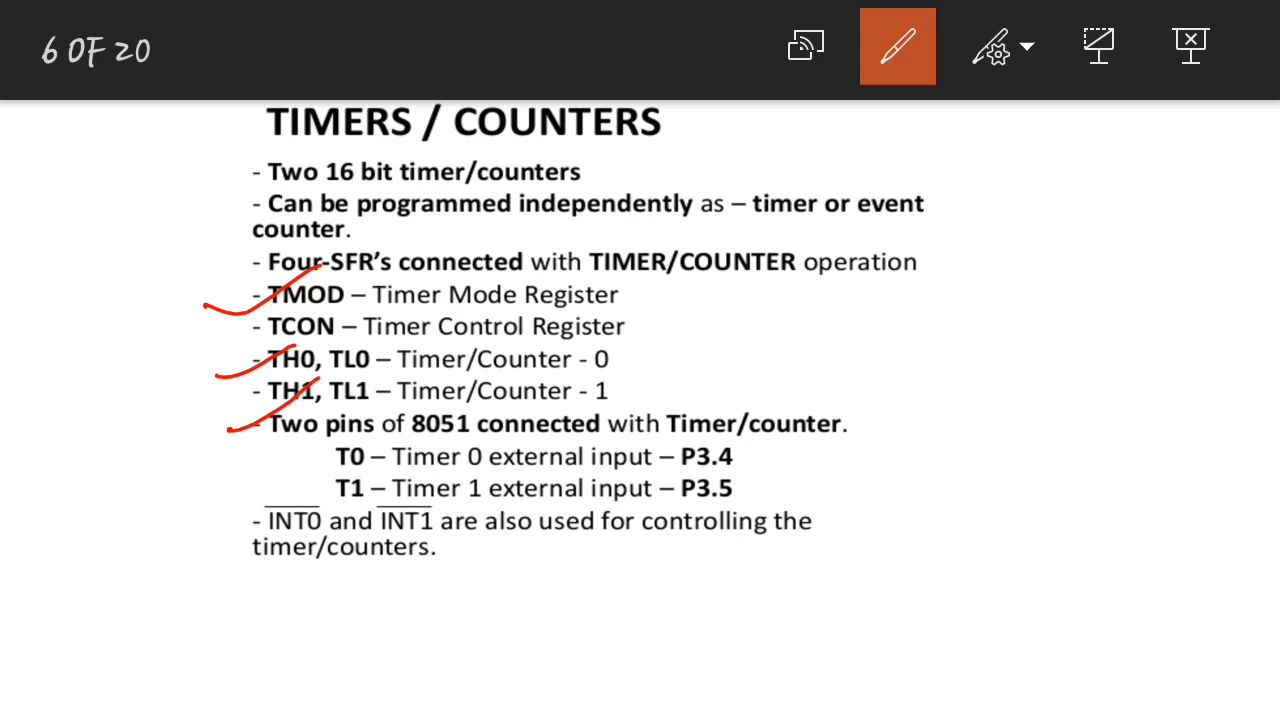 6 OF 20
TIMERS / COUNTERS
- Two 16 bit timer/counters
- Can be programmed independently as – timer or event
counter.
- Four-SFR's connected with TIMER/COUNTER operation
- TMOD – Timer Mode Register
- TCON – Timer Control Register
- TH0, TL0 – Timer/Counter - 0
- TH1, TL1 – Timer/Counter - 1
- Two pins of 8051 connected with Timer/counter.
T0 – Timer 0 external input – P3.4
T1 – Timer 1 external input – P3.5
- I̅N̅T̅0̅ and I̅N̅T̅1̅ are also used for controlling the
timer/counters.